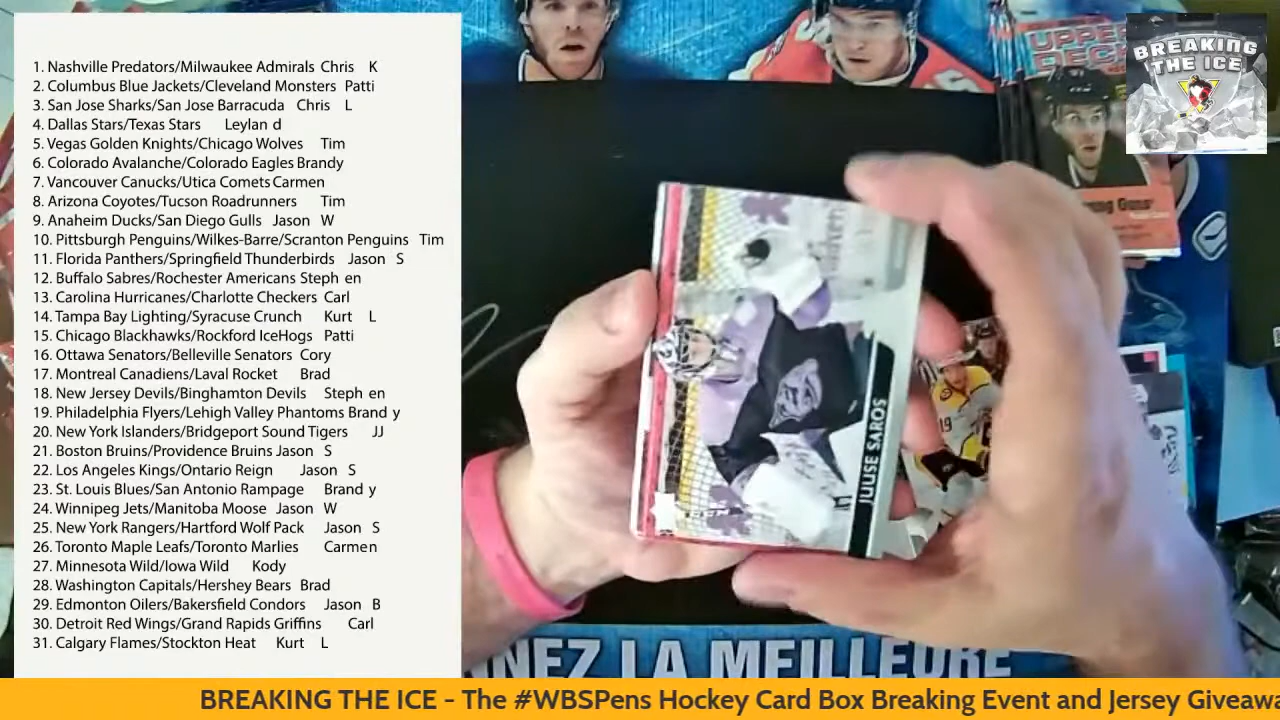 1. Nashville Predators/Milwaukee Admirals Chris K
2. Columbus Blue Jackets/Cleveland Monsters Patti
3. San Jose Sharks/San Jose Barracuda Chris L
4. Dallas Stars/Texas Stars Leylan d
5. Vegas Golden Knights/Chicago Wolves Tim
6. Colorado Avalanche/Colorado Eagles Brandy
7. Vancouver Canucks/Utica Comets Carmen
8. Arizona Coyotes/Tucson Roadrunners Tim
9. Anaheim Ducks/San Diego Gulls Jason W
10. Pittsburgh Penguins/Wilkes-Barre/Scranton Penguins Tim
11. Florida Panthers/Springfield Thunderbirds Jason S
12. Buffalo Sabres/Rochester Americans Steph en
13. Carolina Hurricanes/Charlotte Checkers Carl
14. Tampa Bay Lighting/Syracuse Crunch Kurt L
15. Chicago Blackhawks/Rockford IceHogs Patti
16. Ottawa Senators/Belleville Senators Cory
17. Montreal Canadiens/Laval Rocket Brad
18. New Jersey Devils/Binghamton Devils Steph en
19. Philadelphia Flyers/Lehigh Valley Phantoms Brand y
20. New York Islanders/Bridgeport Sound Tigers JJ
21. Boston Bruins/Providence Bruins Jason S
22. Los Angeles Kings/Ontario Reign Jason S
23. St. Louis Blues/San Antonio Rampage Brand y
24. Winnipeg Jets/Manitoba Moose Jason W
25. New York Rangers/Hartford Wolf Pack Jason S
26. Toronto Maple Leafs/Toronto Marlies Carmen
27. Minnesota Wild/Iowa Wild Kody
28. Washington Capitals/Hershey Bears Brad
29. Edmonton Oilers/Bakersfield Condors Jason B
30. Detroit Red Wings/Grand Rapids Griffins Carl
31. Calgary Flames/Stockton Heat Kurt L
UPPER
DECK
BREAKING
THE ICE
Young Guns
JUUSE SAROS
19
NEZ LA MEILLEURE
BREAKING THE ICE - The #WBSPens Hockey Card Box Breaking Event and Jersey Giveawa